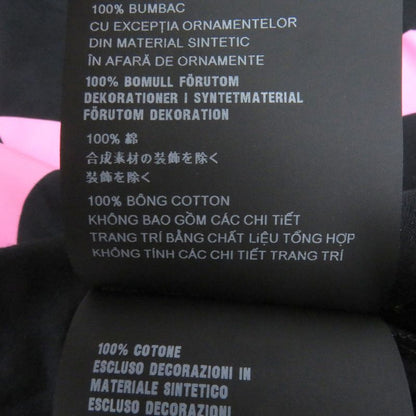 100% BUMBAC
CU EXCEPȚIA ORNAMENTELOR
DIN MATERIAL SINTETIC
ÎN AFARĂ DE ORNAMENTE
100% BOMULL FÖRUTOM
DEKORATIONER I SYNTETMATERIAL
FÖRUTOM DEKORATION
100% 綿
合成素材の装飾を除く
装飾を除く
100% BÔNG COTTON
KHÔNG BAO GỒM CÁC CHI TIẾT
TRANG TRÍ BẰNG CHẤT LIỆU TỔNG HỢP
KHÔNG TÍNH CÁC CHI TIẾT TRANG TRÍ
100% COTONE
ESCLUSO DECORAZIONI IN
MATERIALE SINTETICO
ESCLUSO DECORAZIONI